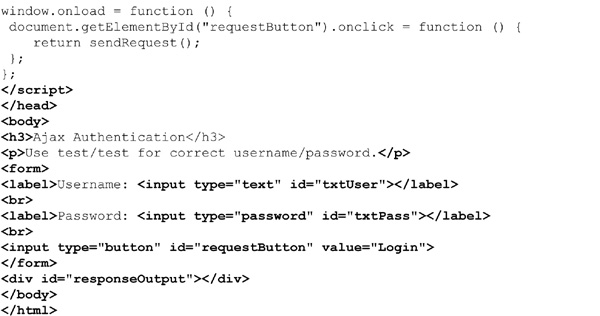 window.onload = function () {
 document.getElementById("requestButton").onclick = function () {
    return sendRequest();
 };
};
</script>
</head>
<body>
<h3>Ajax Authentication</h3>
<p>Use test/test for correct username/password.</p>
<form>
<label>Username: <input type="text" id="txtUser"></label>
<br>
<label>Password: <input type="password" id="txtPass"></label>
<br>
<input type="button" id="requestButton" value="Login">
</form>
<div id="responseOutput"></div>
</body>
</html>